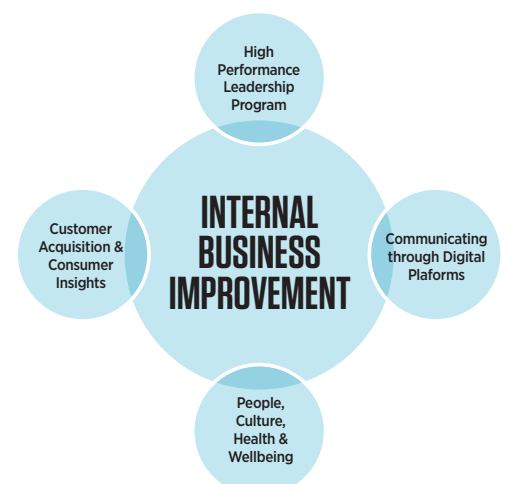 High
Performance
Leadership
Program
INTERNAL
BUSINESS
IMPROVEMENT
Customer
Acquisition &
Consumer
Insights
Communicating
through Digital
Plaforms
People,
Culture,
Health &
Wellbeing